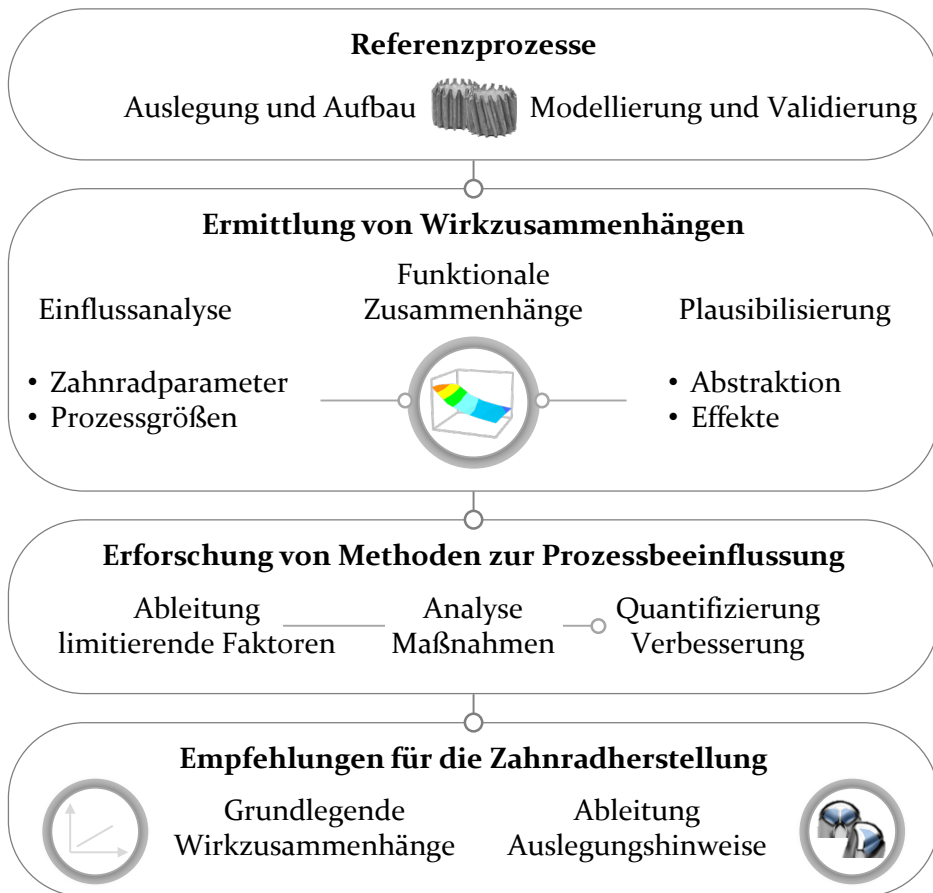 Referenzprozesse
Auslegung und Aufbau
Modellierung und Validierung
Ermittlung von Wirkzusammenhängen
Einflussanalyse
• Zahnradparameter
• Prozessgrößen
Funktionale
Zusammenhänge
Plausibilisierung
• Abstraktion
• Effekte
Erforschung von Methoden zur Prozessbeeinflussung
Ableitung
limitierende Faktoren
Analyse
Maßnahmen
Quantifizierung
Verbesserung
Empfehlungen für die Zahnradherstellung
Grundlegende
Wirkzusammenhänge
Ableitung
Auslegungshinweise